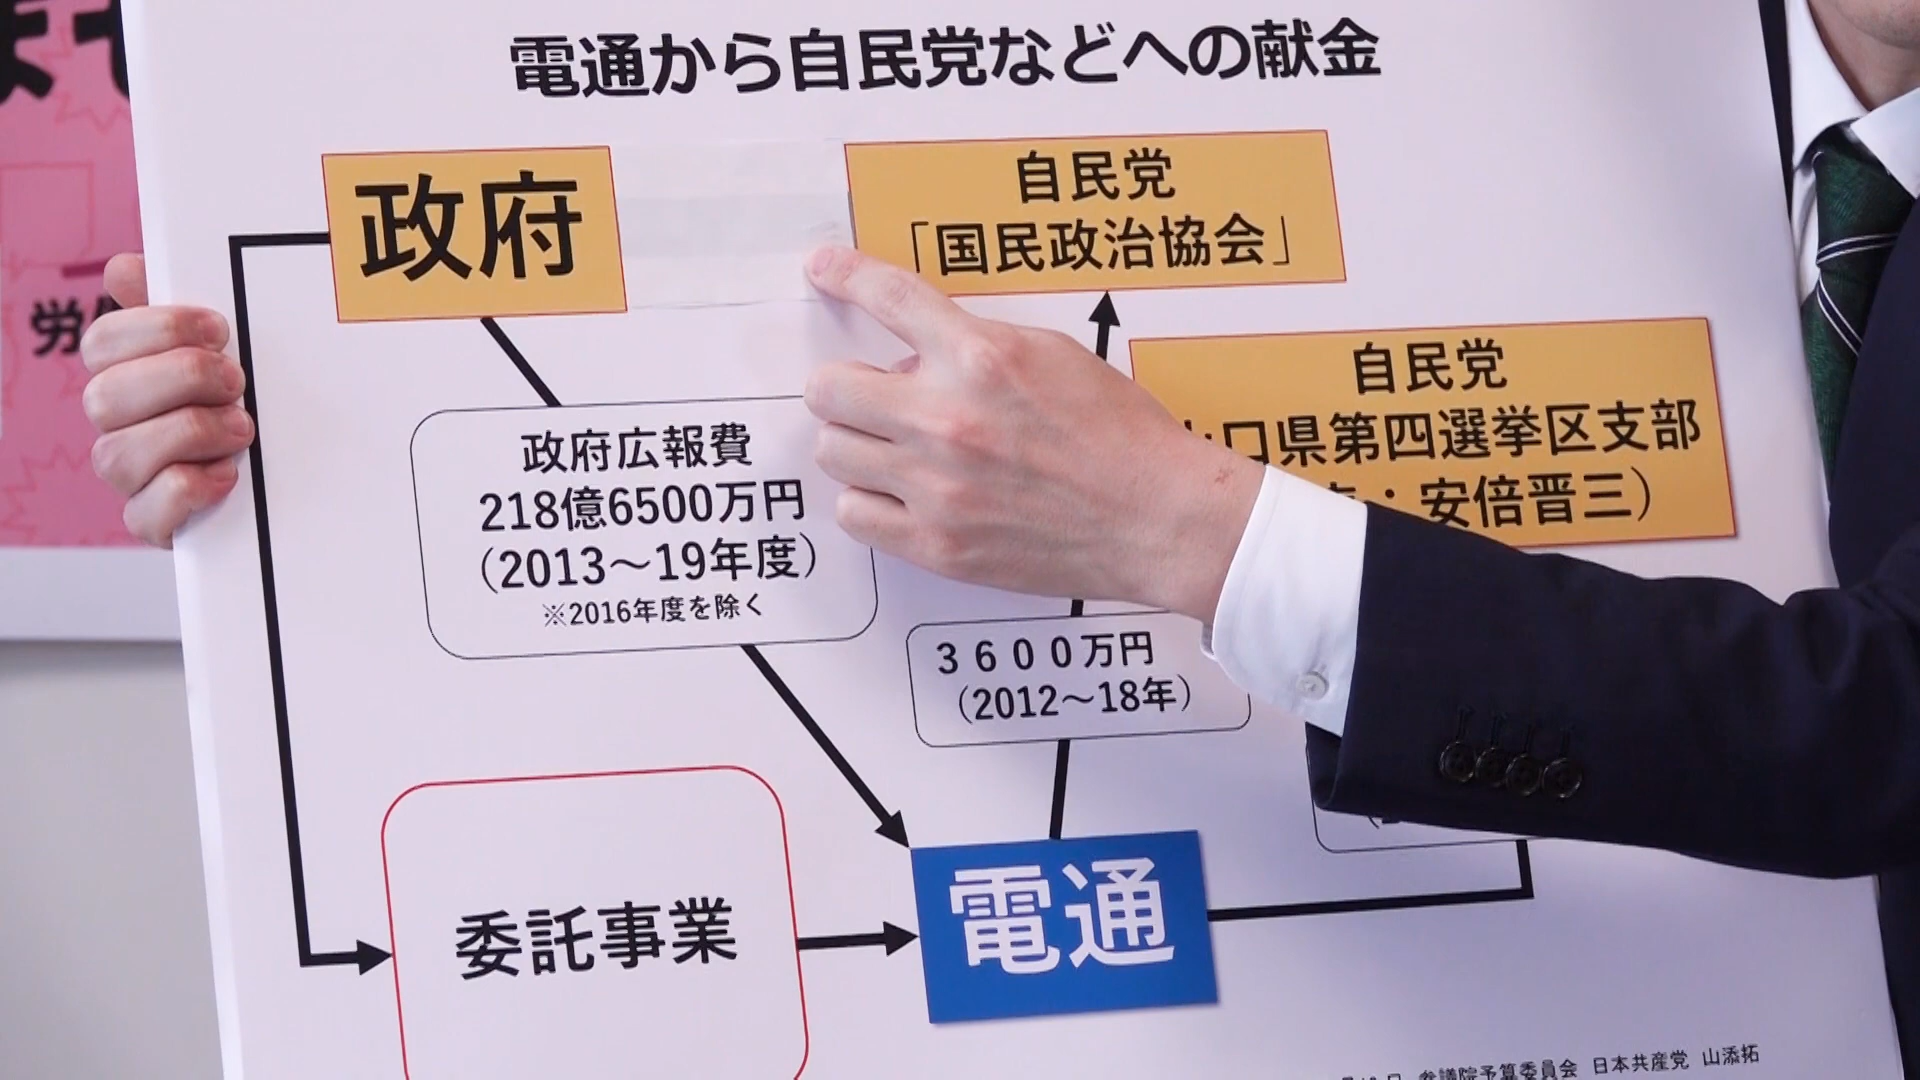 電通から自民党などへの献金
政府
自民党
「国民政治協会」
自民党
口県第四選挙区支部
：安倍晋三）
政府広報費
218億6500万円
（2013～19年度）
※2016年度を除く
３６００万円
（2012～18年）
委託事業
電通
参議院予算委員会 日本共産党 山添拓